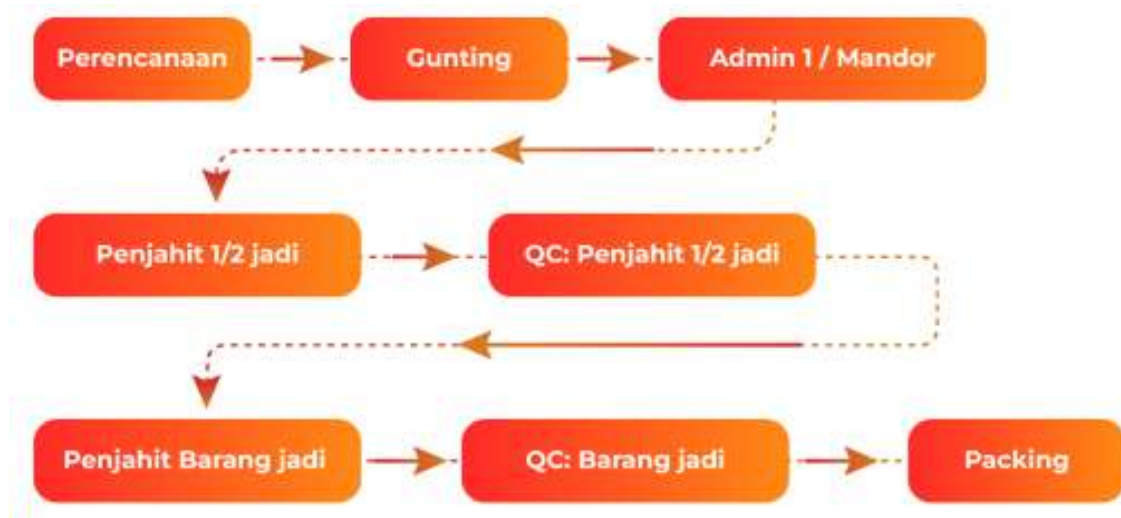 Perencanaan
Gunting
Admin 1 / Mandor
Penjahit 1/2 jadi
QC: Penjahit 1/2 jadi
Penjahit Barang jadi
QC: Barang jadi
Packing